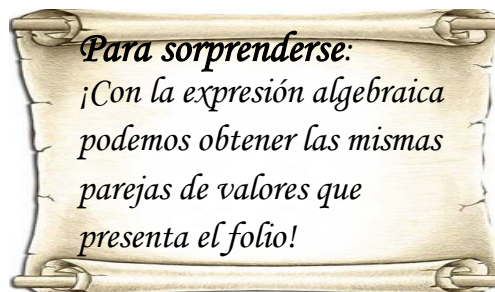 Para sorprenderse:
¡Con la expresión algebraica
podemos obtener las mismas
parejas de valores que
presenta el folio!